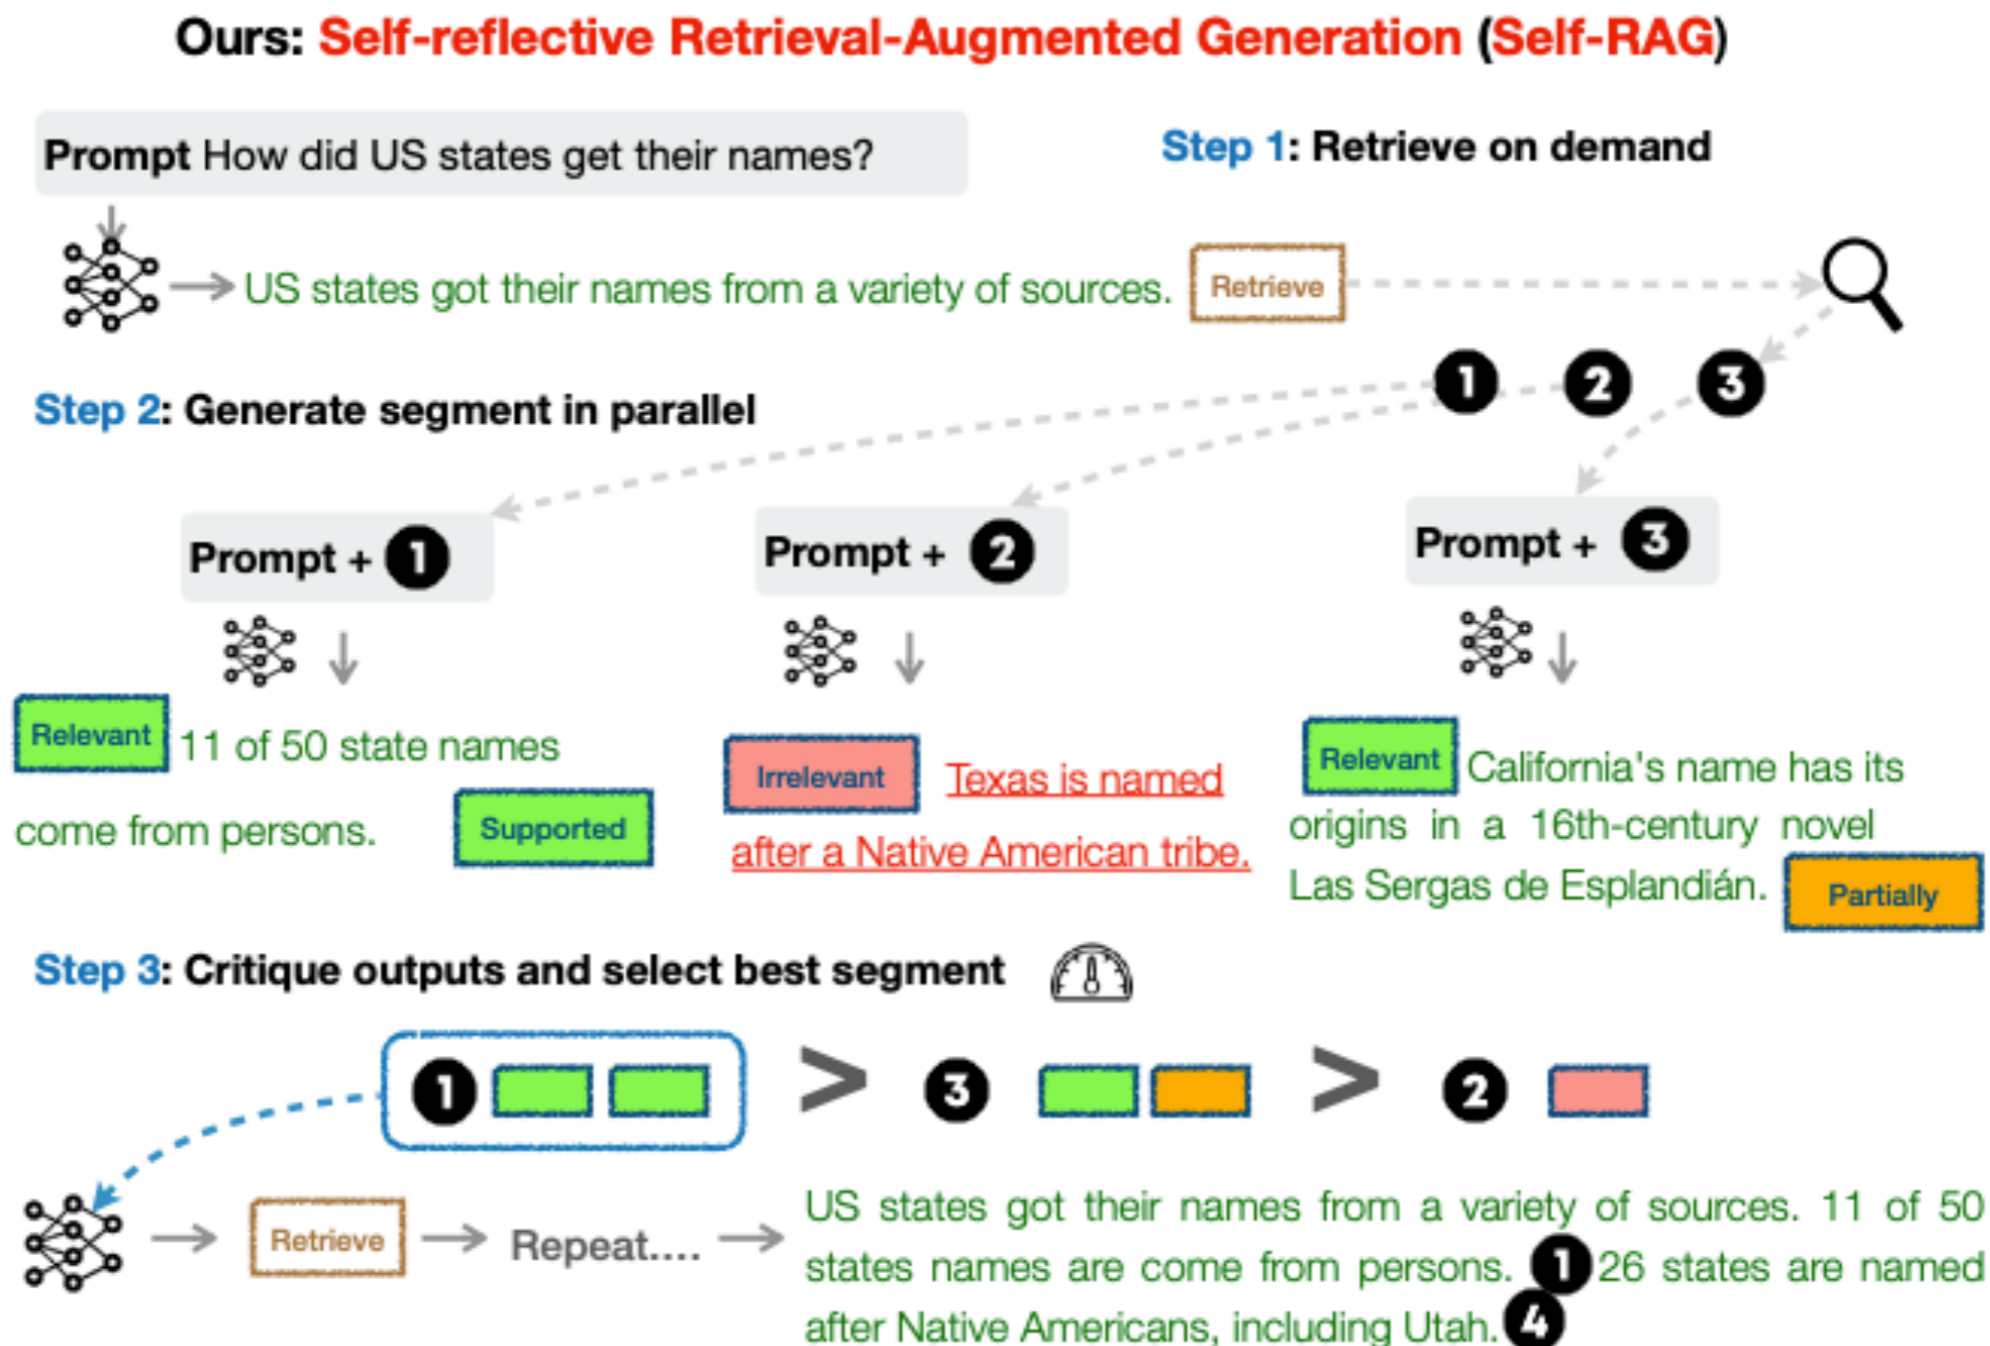 Ours: Self-reflective Retrieval-Augmented Generation (Self-RAG)
Prompt How did US states get their names?
Step 1: Retrieve on demand
US states got their names from a variety of sources. Retrieve
1 2 3
Step 2: Generate segment in parallel
Prompt + 1
Prompt + 2
Prompt + 3
Relevant 11 of 50 state names
come from persons. Supported
Irrelevant Texas is named
after a Native American tribe.
Relevant California's name has its
origins in a 16th-century novel
Las Sergas de Esplandián. Partially
Step 3: Critique outputs and select best segment
1 > 3 > 2
Retrieve Repeat....
US states got their names from a variety of sources. 11 of 50
states names are come from persons. 1 26 states are named
after Native Americans, including Utah. 4